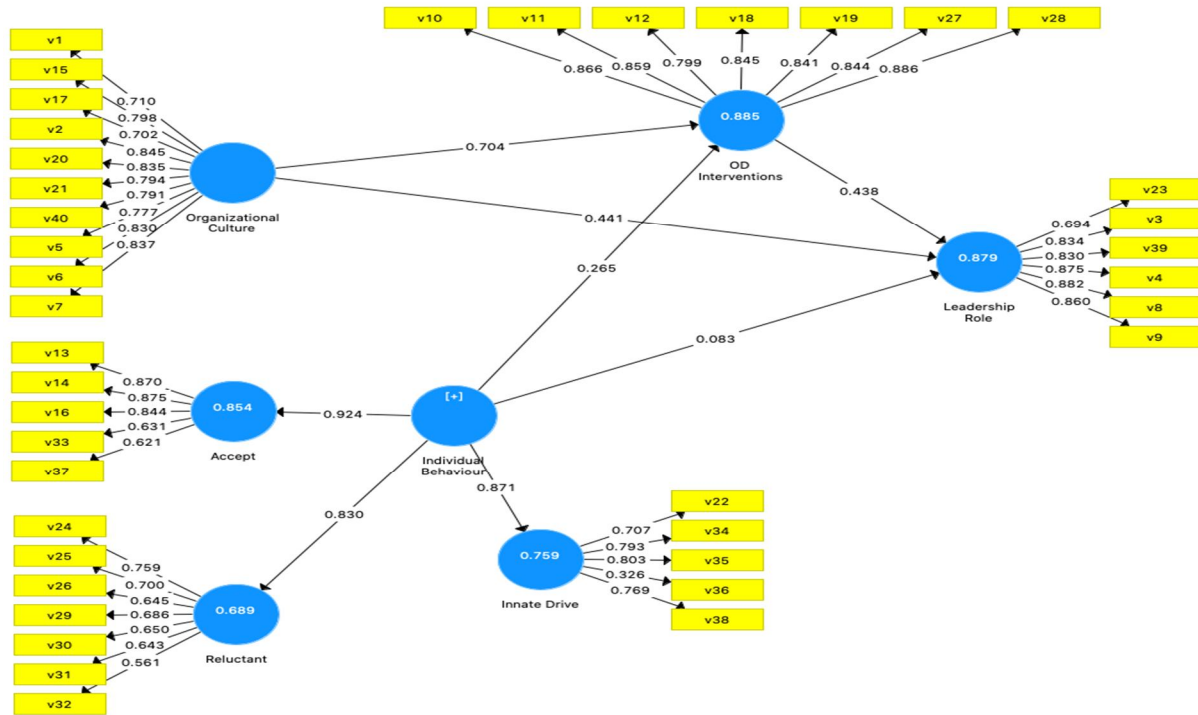 v10
v11
v12
v18
v19
v27
v28
0.866
0.859
0.799
0.845
0.841
0.844
0.886
0.885
OD
Interventions
v1
v15
v17
v2
v20
v21
v40
v5
v6
v7
0.710
0.798
0.702
0.845
0.835
0.794
0.791
0.777
0.830
0.837
Organizational
Culture
0.704
0.441
0.438
0.265
0.083
v23
v3
v39
v4
v8
v9
0.694
0.834
0.830
0.875
0.882
0.860
0.879
Leadership
Role
v13
v14
v16
v33
v37
0.870
0.875
0.844
0.631
0.621
0.854
Accept
0.924
[+]
Individual
Behaviour
0.871
0.830
v24
v25
v26
v29
v30
v31
v32
0.759
0.700
0.645
0.686
0.650
0.643
0.561
0.689
Reluctant
v22
v34
v35
v36
v38
0.707
0.793
0.803
0.326
0.769
0.759
Innate Drive